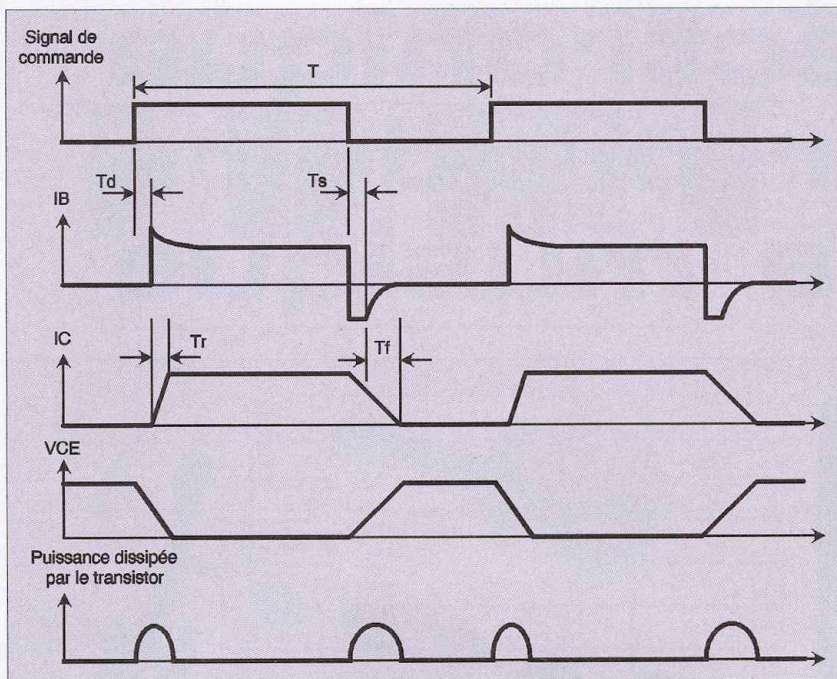 Signal de
commande
T
Td
Ts
IB
IC
Tr
Tf
VCE
Puissance dissipée
par le transistor